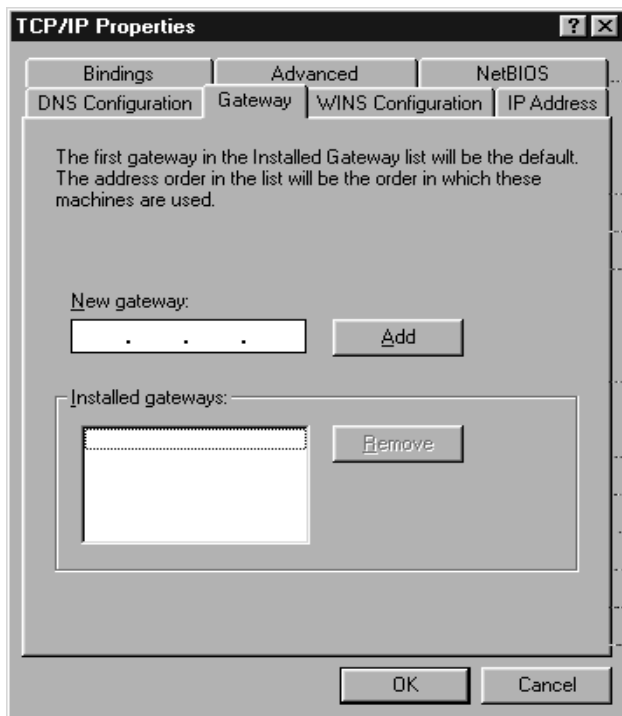 TCP/IP Properties
Bindings
Advanced
NetBIOS
DNS Configuration
Gateway
WINS Configuration
IP Address
The first gateway in the Installed Gateway list will be the default.
The address order in the list will be the order in which these
machines are used.
New gateway:
. . .
Add
Installed gateways:
Remove
OK
Cancel